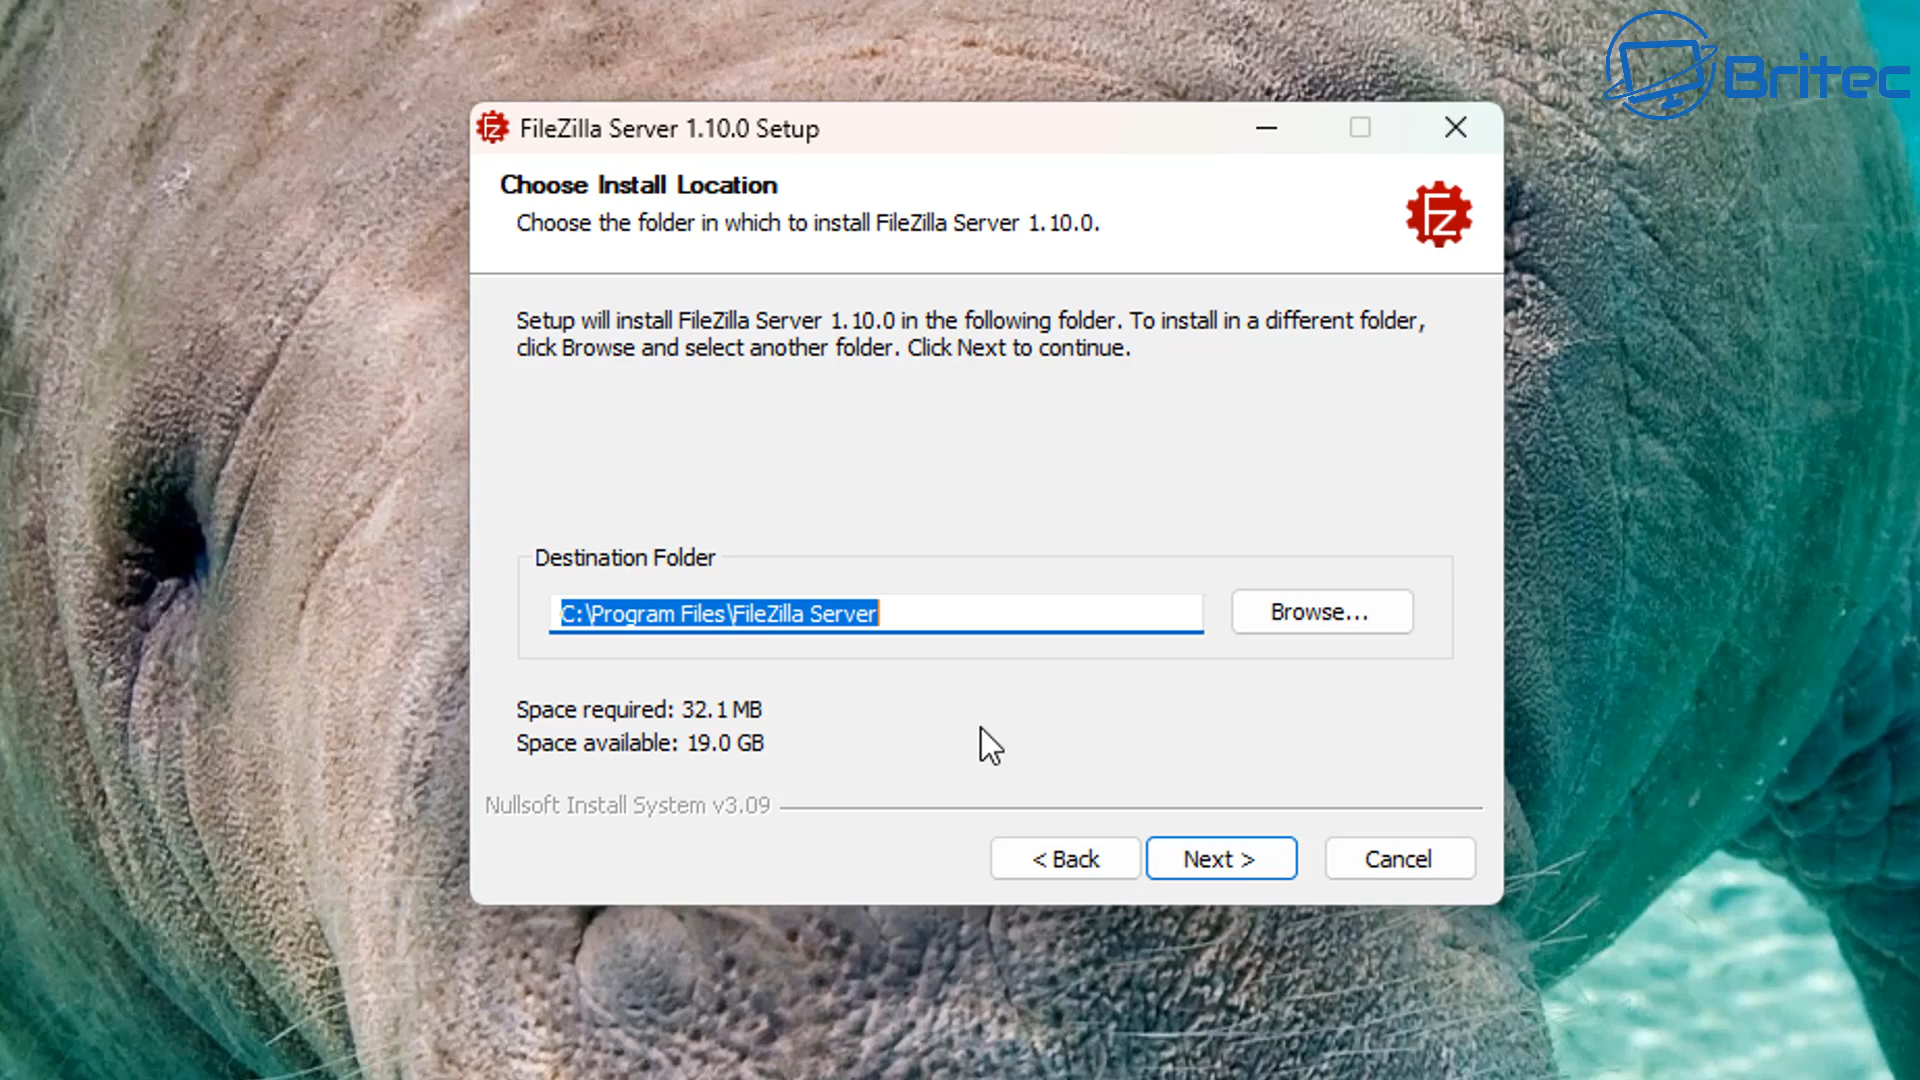 Britec
FileZilla Server 1.10.0 Setup
Choose Install Location
Choose the folder in which to install FileZilla Server 1.10.0.
Fz
Setup will install FileZilla Server 1.10.0 in the following folder. To install in a different folder,
click Browse and select another folder. Click Next to continue.
Destination Folder
C:\Program Files\FileZilla Server
Browse...
Space required: 32.1 MB
Space available: 19.0 GB
Nullsoft Install System v3.09
< Back
Next >
Cancel